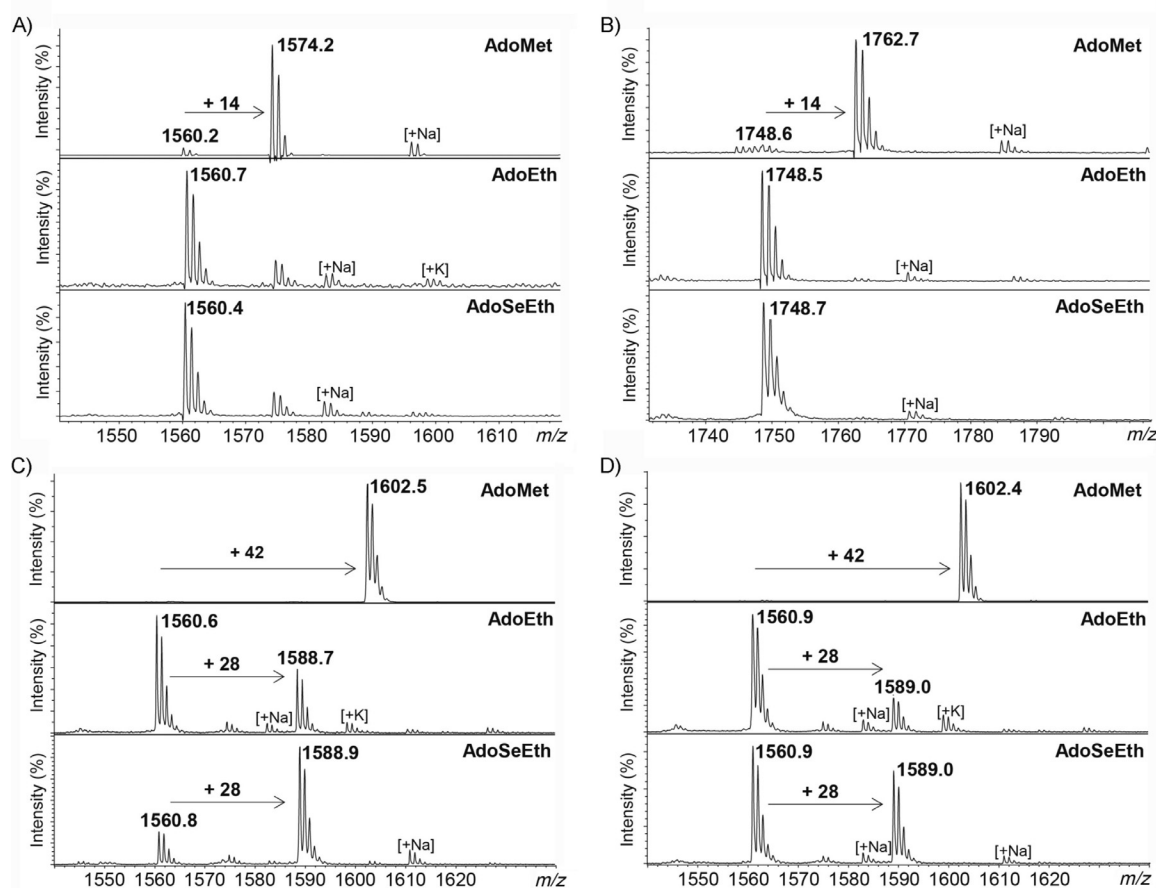 A)
Intensity (%)
1574.2
AdoMet
+ 14
1560.2
[+Na]
Intensity (%)
1560.7
AdoEth
[+Na]
[+K]
Intensity (%)
1560.4
AdoSeEth
[+Na]
1550 1560 1570 1580 1590 1600 1610 m/z
B)
Intensity (%)
1762.7
AdoMet
+ 14
1748.6
[+Na]
Intensity (%)
1748.5
AdoEth
[+Na]
Intensity (%)
1748.7
AdoSeEth
[+Na]
1740 1750 1760 1770 1780 1790 m/z
C)
Intensity (%)
1602.5
AdoMet
+ 42
Intensity (%)
1560.6
AdoEth
+ 28
1588.7
[+Na]
[+K]
Intensity (%)
1588.9
AdoSeEth
+ 28
1560.8
[+Na]
1550 1560 1570 1580 1590 1600 1610 1620 m/z
D)
Intensity (%)
1602.4
AdoMet
+ 42
Intensity (%)
1560.9
AdoEth
+ 28
1589.0
[+Na]
[+K]
Intensity (%)
1560.9
AdoSeEth
1589.0
+ 28
[+Na]
[+Na]
1550 1560 1570 1580 1590 1600 1610 1620 m/z